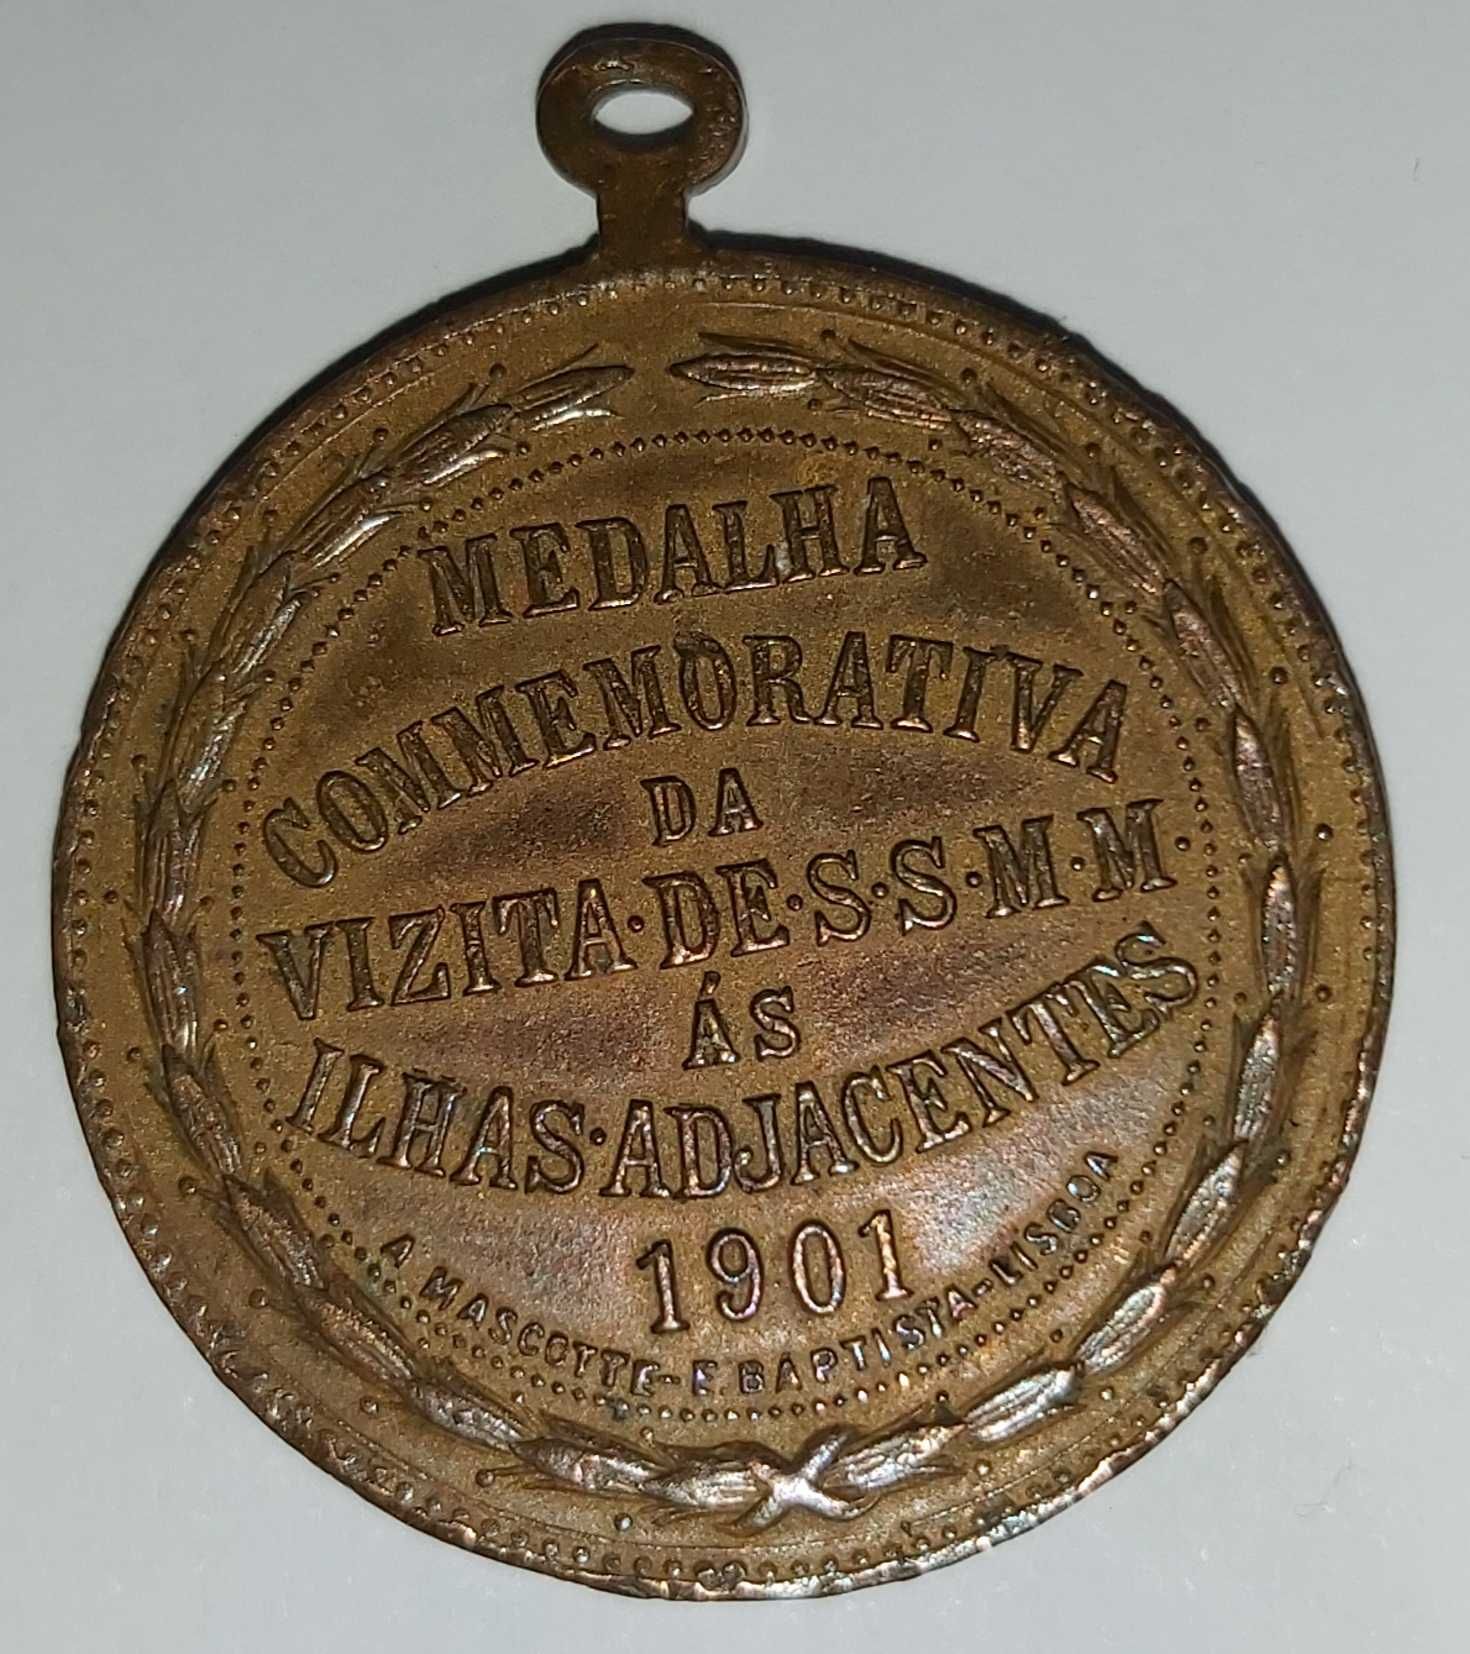 MEDALHA
COMMEMORATIVA
DA
VIZITA·DE·S·S·M·M·
ÁS
ILHAS·ADJACENTES
1901
A MASCOTTE-E.BAPTISTA-LISBOA